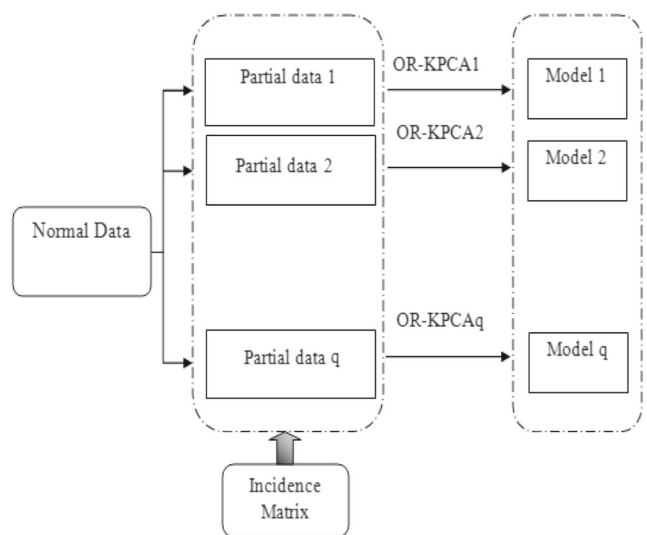 Normal Data
Partial data 1
OR-KPCA1
Model 1
Partial data 2
OR-KPCA2
Model 2
Partial data q
OR-KPCAq
Model q
Incidence
Matrix